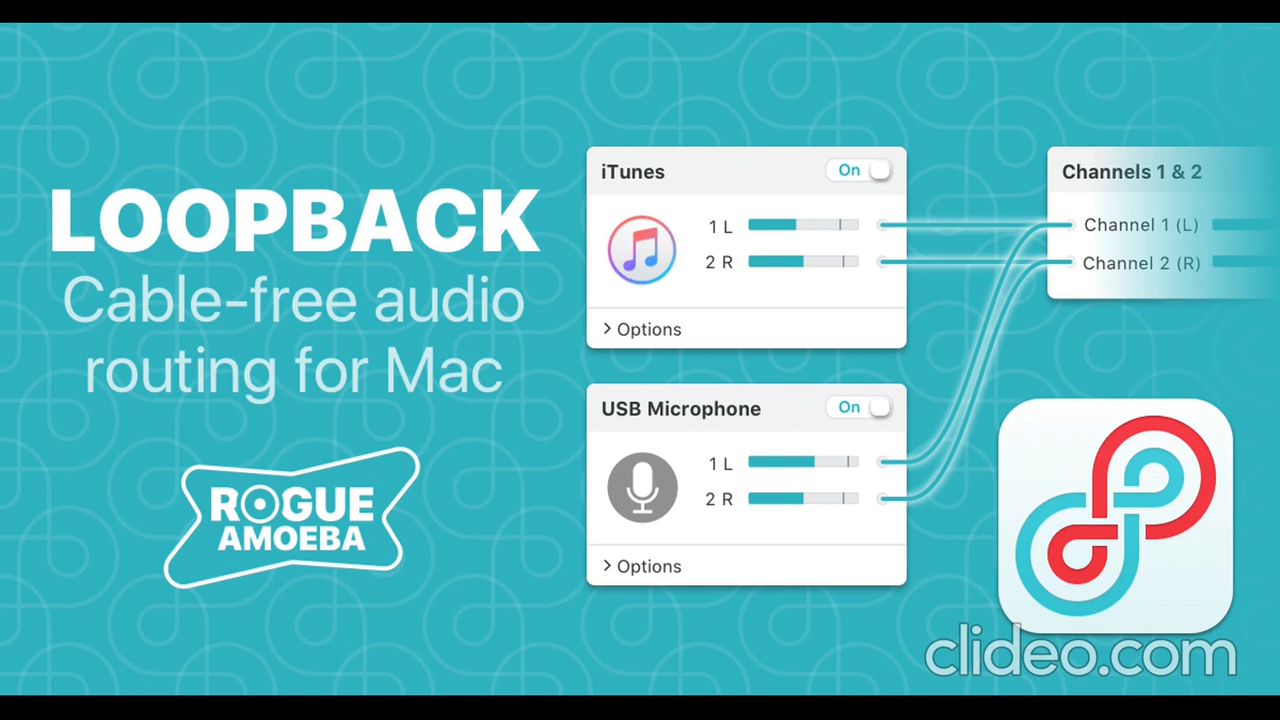 LOOPBACK
Cable-free audio
routing for Mac
ROGUE
AMOEBA
iTunes
On
1 L
2 R
Options
USB Microphone
On
1 L
2 R
Options
Channels 1 & 2
Channel 1 (L)
Channel 2 (R)
clideo.com